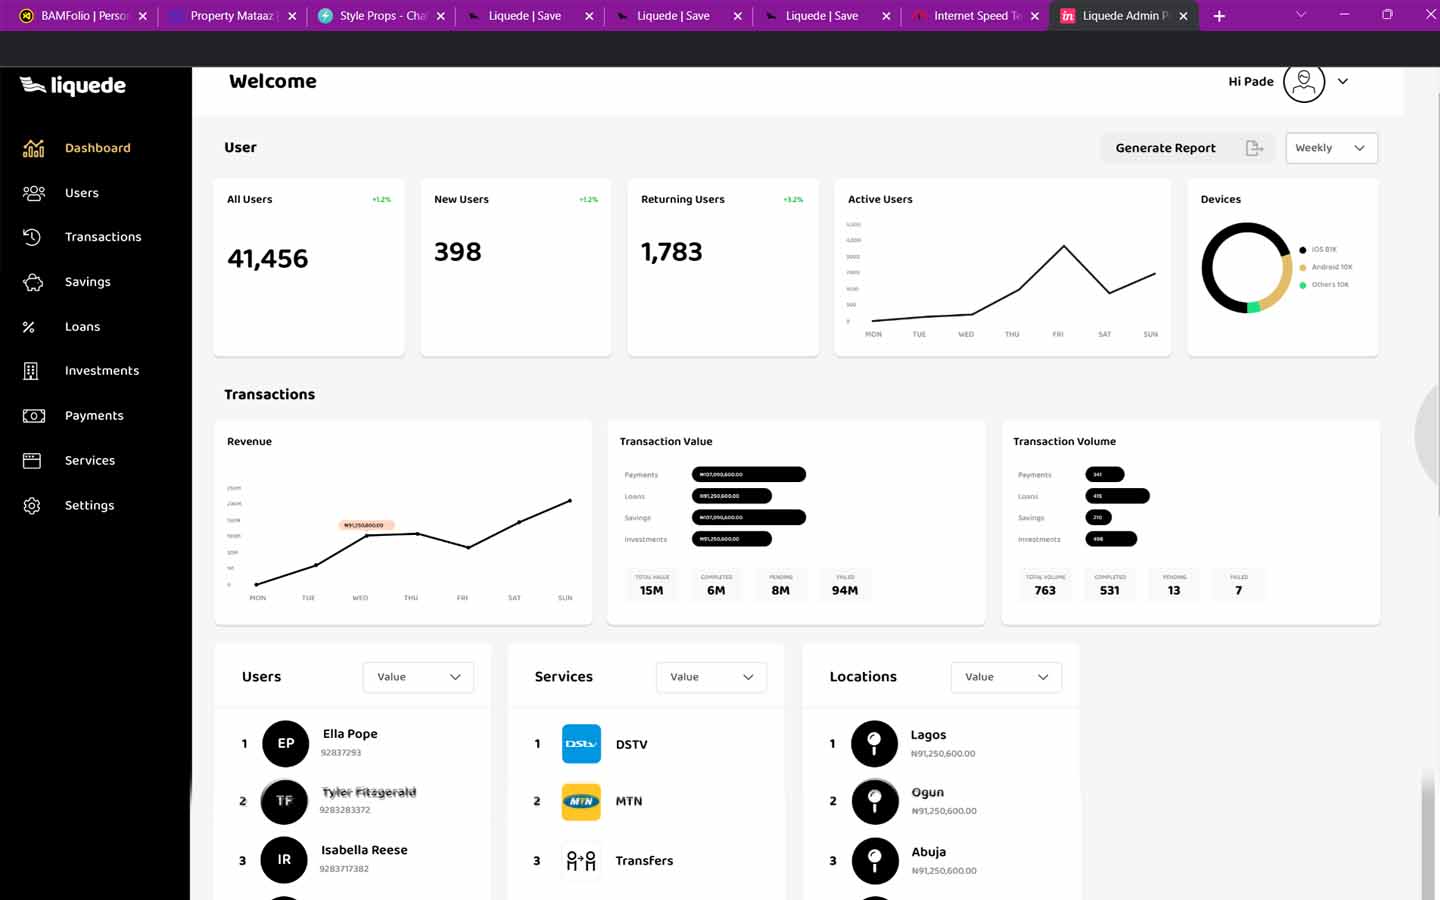 BAMFolio | Person
Property Mataaz |
Style Props - Cha
Liquede | Save
Liquede | Save
Liquede | Save
Internet Speed Te
Liquede Admin P
liquede
Welcome
Hi Pade
Dashboard
Users
Transactions
Savings
Loans
Investments
Payments
Services
Settings
User
Generate Report
Weekly
All Users
+1.2%
41,456
New Users
+1.2%
398
Returning Users
+3.2%
1,783
Active Users
0
MON TUE WED THU FRI SAT SUN
Devices
iOS 81K
Android 10K
Others 10K
Transactions
Revenue
₦91,250,600.00
0
MON TUE WED THU FRI SAT SUN
Transaction Value
Payments ₦107,090,600.00
Loans ₦91,250,600.00
Savings ₦107,090,600.00
Investments ₦91,250,600.00
TOTAL VALUE COMPLETED PENDING FAILED
15M 6M 8M 94M
Transaction Volume
Payments 341
Loans 415
Savings 210
Investments 498
TOTAL VOLUME COMPLETED PENDING FAILED
763 531 13 7
Users
Value
1 EP Ella Pope
92837293
2 TF Tyler Fitzgerald
9283283372
3 IR Isabella Reese
9283717382
Services
Value
1 DStv DSTV
2 MTN MTN
3 Transfers
Locations
Value
1 Lagos
₦91,250,600.00
2 Ogun
₦91,250,600.00
3 Abuja
₦91,250,600.00